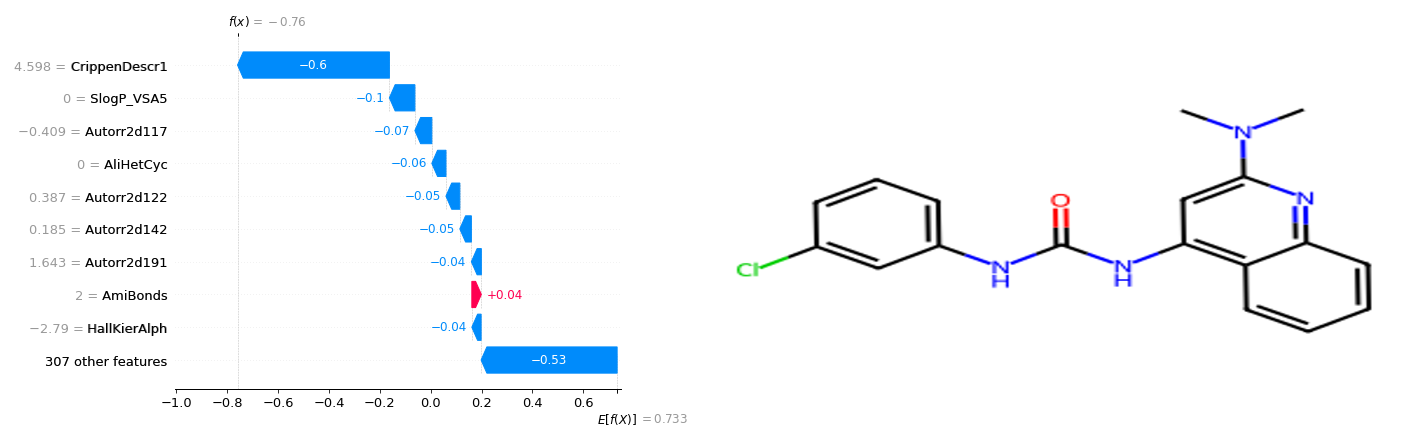 f(x) = −0.76
4.598 = CrippenDescr1
−0.6
0 = SlogP_VSA5
−0.1
−0.409 = Autorr2d117
−0.07
0 = AliHetCyc
−0.06
0.387 = Autorr2d122
−0.05
0.185 = Autorr2d142
−0.05
1.643 = Autorr2d191
−0.04
2 = AmiBonds
+0.04
−2.79 = HallKierAlph
−0.04
307 other features
−0.53
−1.0 −0.8 −0.6 −0.4 −0.2 0.0 0.2 0.4 0.6
E[f(X)] = 0.733
N
N
O
Cl
N
H
N
H